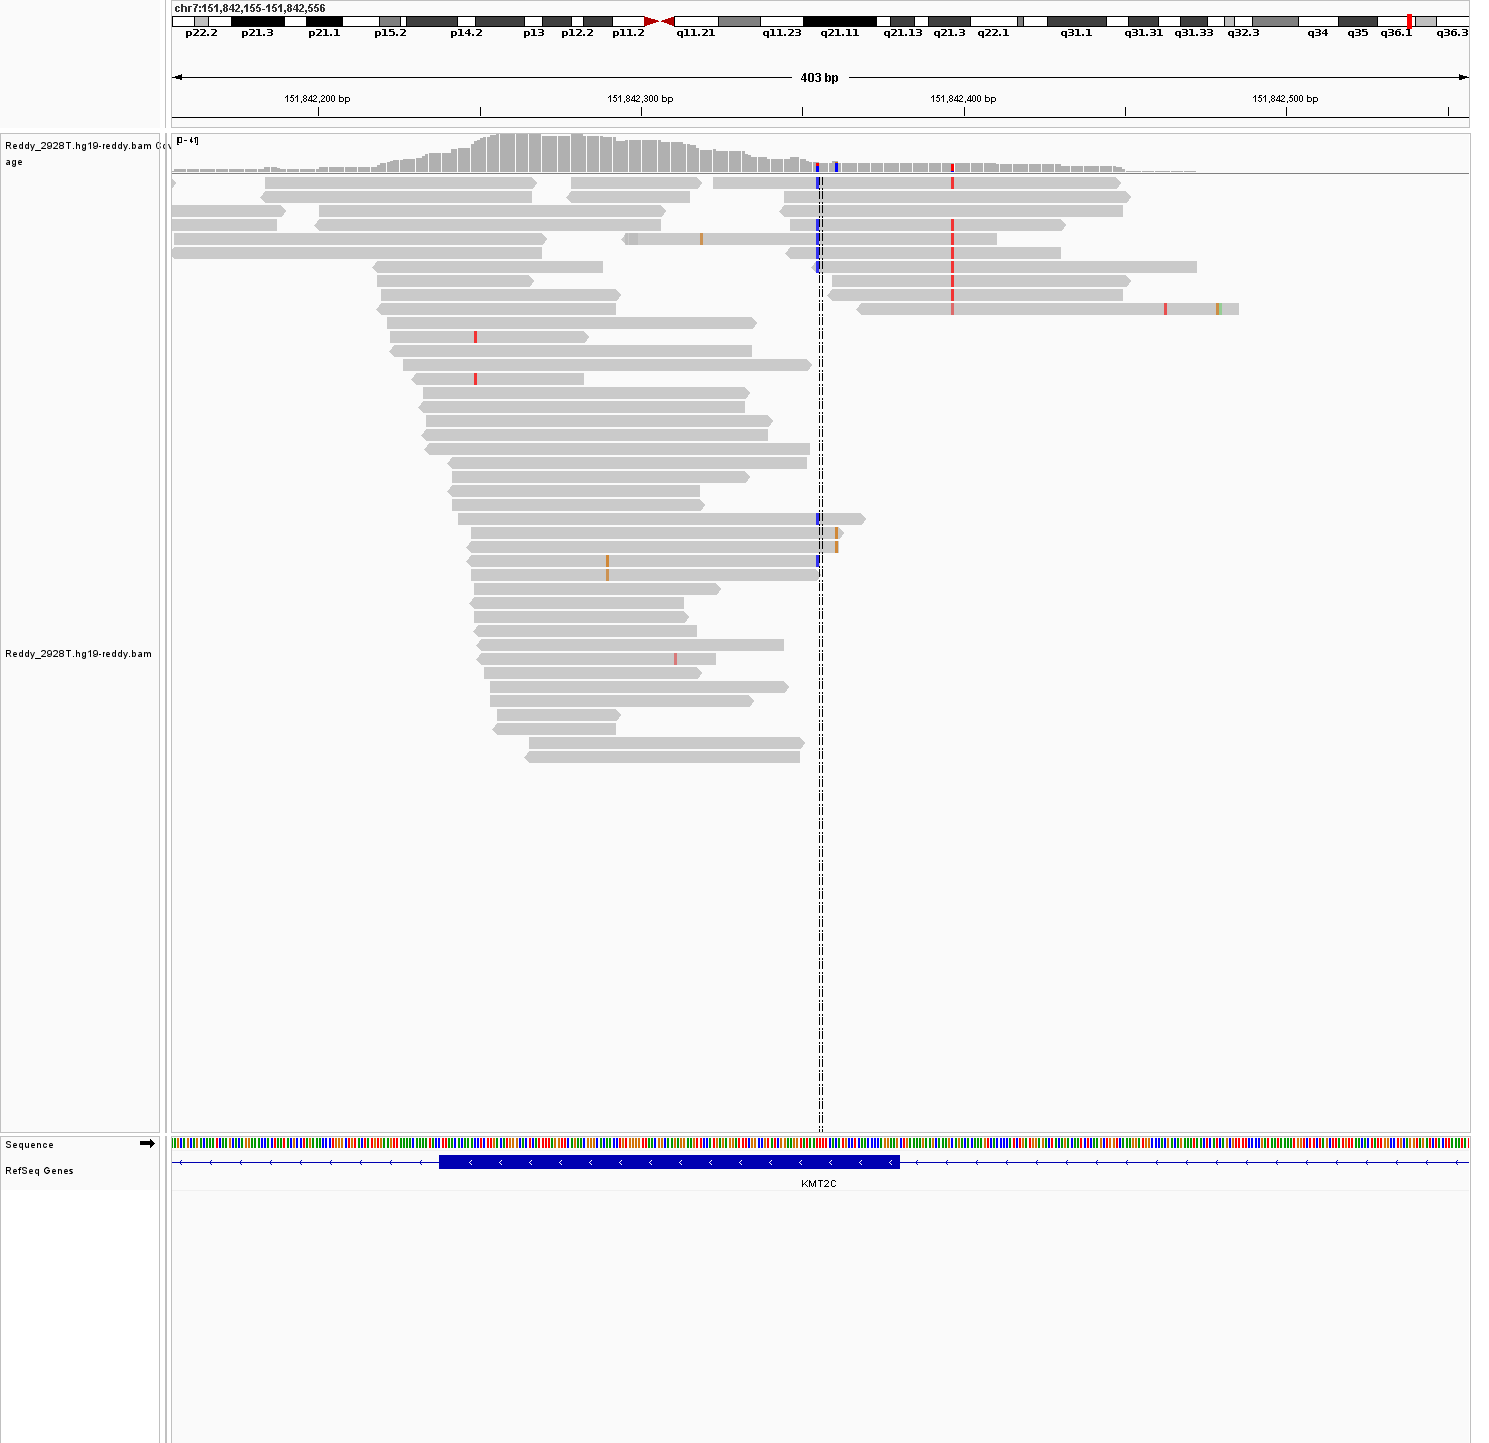 chr7:151,842,155-151,842,556
p22.2 p21.3 p21.1 p15.2 p14.2 p13 p12.2 p11.2 q11.21 q11.23 q21.11 q21.13 q21.3 q22.1 q31.1 q31.31 q31.33 q32.3 q34 q35 q36.1 q36.3
403 bp
151,842,200 bp 151,842,300 bp 151,842,400 bp 151,842,500 bp
Reddy_2928T.hg19-reddy.bam Cov
age
[0 - 41]
Reddy_2928T.hg19-reddy.bam
Sequence
RefSeq Genes
KMT2C